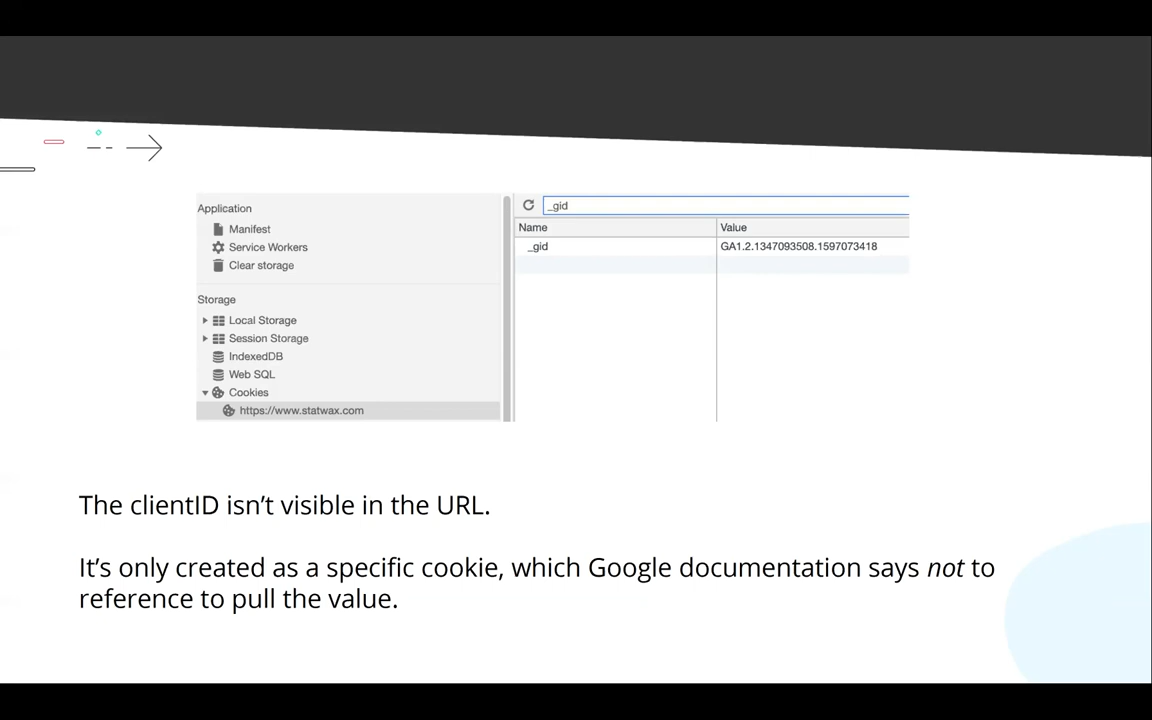 Application
Manifest
Service Workers
Clear storage
Storage
Local Storage
Session Storage
IndexedDB
Web SQL
Cookies
https://www.statwax.com
_gid
Name Value
_gid GA1.2.1347093508.1597073418
The clientID isn’t visible in the URL.
It’s only created as a specific cookie, which Google documentation says not to
reference to pull the value.